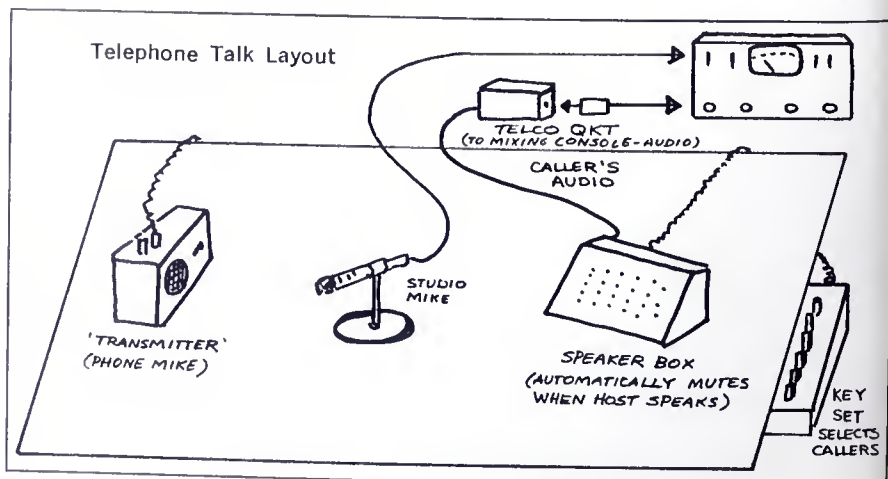 Telephone Talk Layout
TELCO QKT
(TO MIXING CONSOLE-AUDIO)
CALLER'S
AUDIO
STUDIO
MIKE
'TRANSMITTER'
(PHONE MIKE)
SPEAKER BOX
(AUTOMATICALLY MUTES
WHEN HOST SPEAKS)
KEY
SET
SELECTS
CALLERS